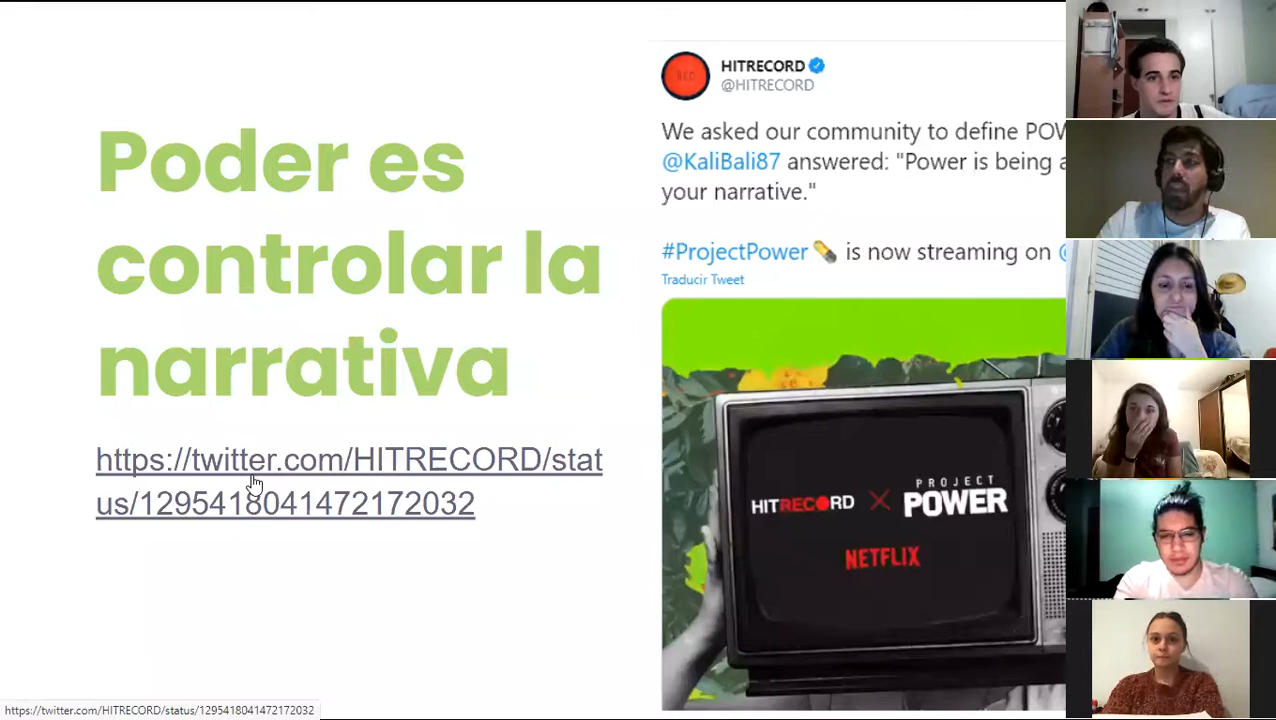 Poder es
controlar la
narrativa
https://twitter.com/HITRECORD/stat
us/1295418041472172032
HITRECORD
@HITRECORD
We asked our community to define
@KaliBali87 answered: "Power is being
your narrative."
#ProjectPower is now streaming on
Traducir Tweet
HITRECORD
PROJECT
POWER
NETFLIX
https://twitter.com/HITRECORD/status/1295418041472172032